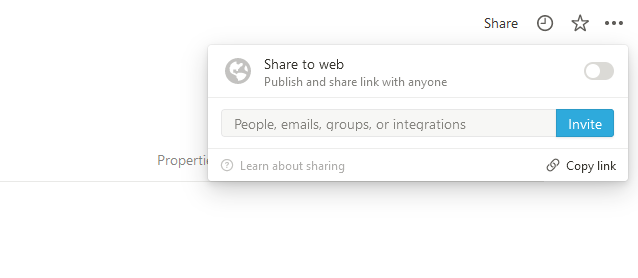 Share
Share to web
Publish and share link with anyone
People, emails, groups, or integrations
Invite
Properti
Learn about sharing
Copy link